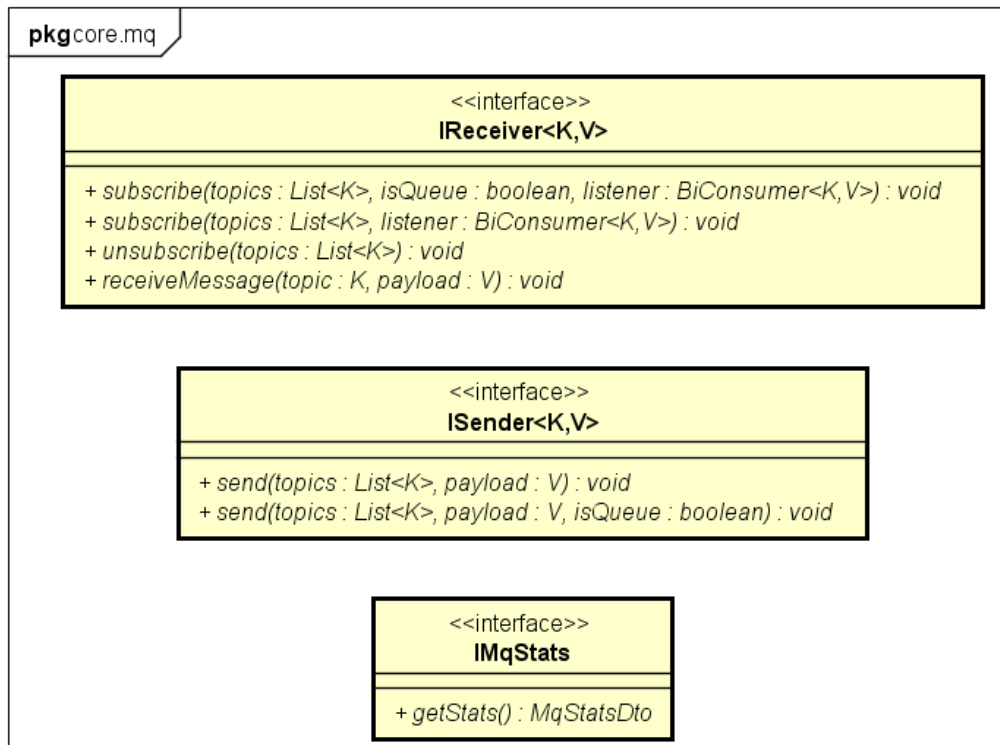 pkgcore.mq
<<interface>>
IReceiver<K,V>
+ subscribe(topics : List<K>, isQueue : boolean, listener : BiConsumer<K,V>) : void
+ subscribe(topics : List<K>, listener : BiConsumer<K,V>) : void
+ unsubscribe(topics : List<K>) : void
+ receiveMessage(topic : K, payload : V) : void
<<interface>>
ISender<K,V>
+ send(topics : List<K>, payload : V) : void
+ send(topics : List<K>, payload : V, isQueue : boolean) : void
<<interface>>
IMqStats
+ getStats() : MqStatsDto